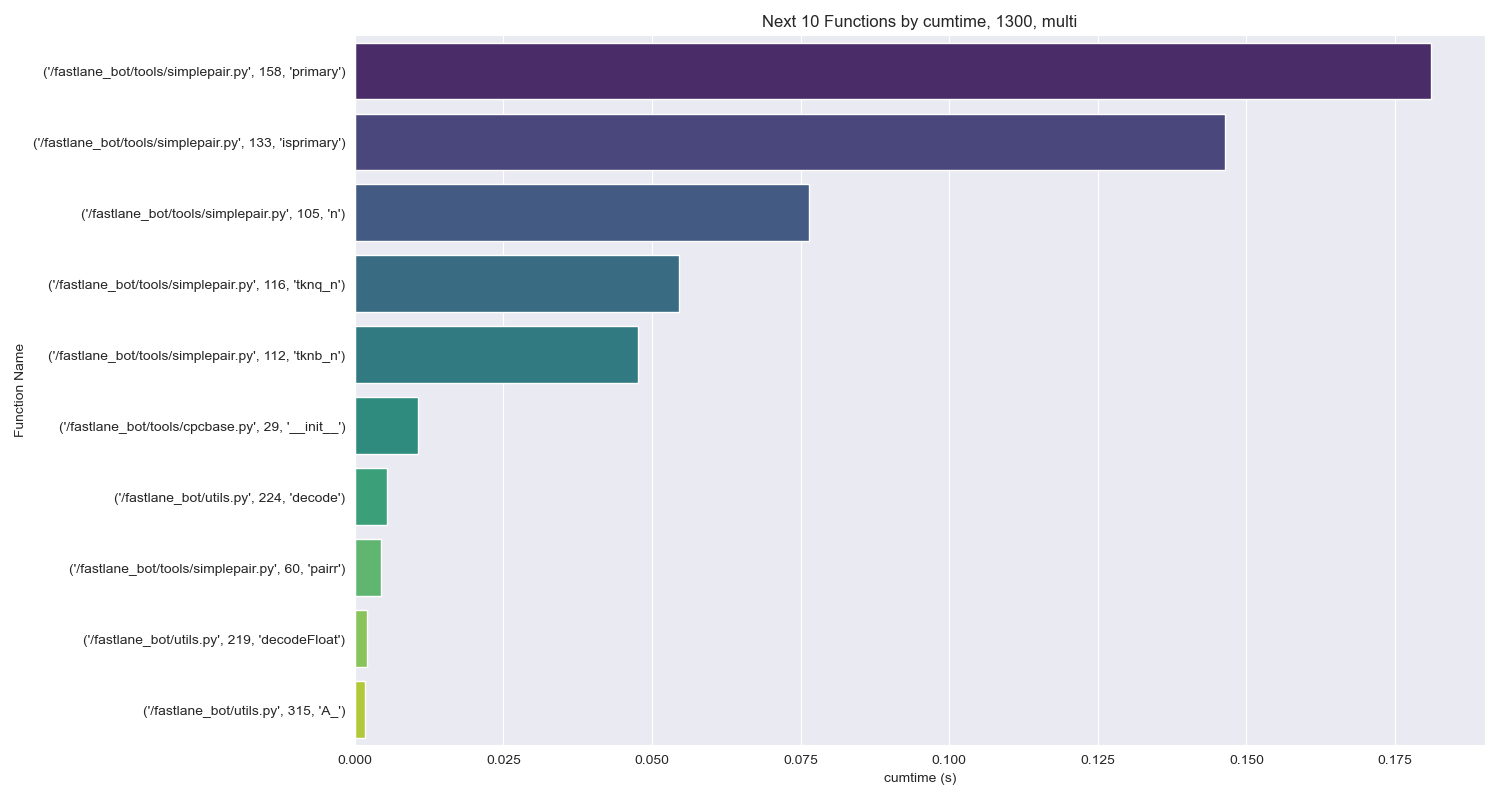 Next 10 Functions by cumtime, 1300, multi
('/fastlane_bot/tools/simplepair.py', 158, 'primary')
('/fastlane_bot/tools/simplepair.py', 133, 'isprimary')
('/fastlane_bot/tools/simplepair.py', 105, 'n')
('/fastlane_bot/tools/simplepair.py', 116, 'tknq_n')
('/fastlane_bot/tools/simplepair.py', 112, 'tknb_n')
('/fastlane_bot/tools/cpcbase.py', 29, '__init__')
('/fastlane_bot/utils.py', 224, 'decode')
('/fastlane_bot/tools/simplepair.py', 60, 'pairr')
('/fastlane_bot/utils.py', 219, 'decodeFloat')
('/fastlane_bot/utils.py', 315, 'A_')
Function Name
0.000 0.025 0.050 0.075 0.100 0.125 0.150 0.175
cumtime (s)